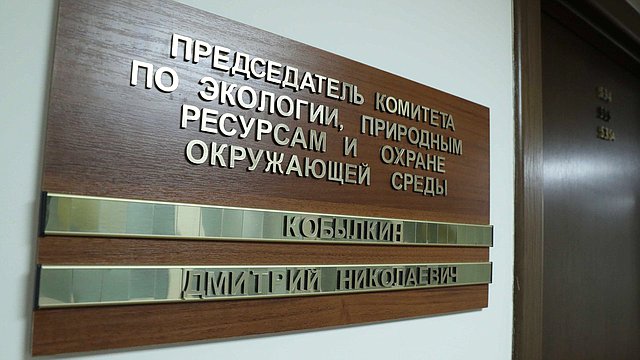 ПРЕДСЕДАТЕЛЬ КОМИТЕТА
ПО ЭКОЛОГИИ, ПРИРОДНЫМ
РЕСУРСАМ И ОХРАНЕ
ОКРУЖАЮЩЕЙ СРЕДЫ
КОБЫЛКИН
ДМИТРИЙ НИКОЛАЕВИЧ